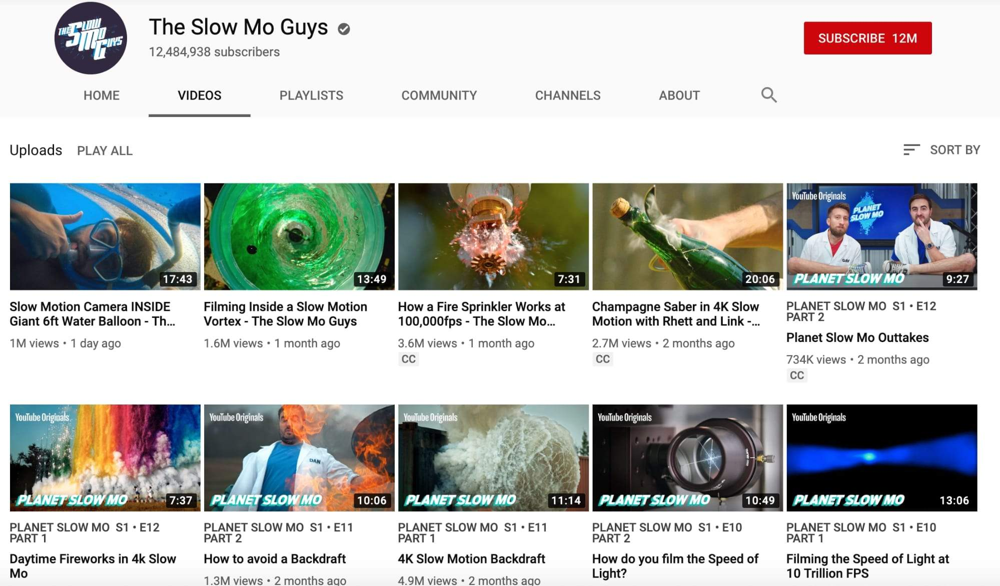 THE SLOW MO GUYS
The Slow Mo Guys
12,484,938 subscribers
SUBSCRIBE 12M
HOME VIDEOS PLAYLISTS COMMUNITY CHANNELS ABOUT
Uploads PLAY ALL
SORT BY
17:43
13:49
7:31
20:06
YouTube Originals
PLANET SLOW MO
GAV
PLANET SLOW MO
9:27
Slow Motion Camera INSIDE
Giant 6ft Water Balloon - Th...
1M views • 1 day ago
Filming Inside a Slow Motion
Vortex - The Slow Mo Guys
1.6M views • 1 month ago
How a Fire Sprinkler Works at
100,000fps - The Slow Mo...
3.6M views • 1 month ago
CC
Champagne Saber in 4K Slow
Motion with Rhett and Link -...
2.7M views • 2 months ago
CC
PLANET SLOW MO S1 • E12
PART 2
Planet Slow Mo Outtakes
734K views • 2 months ago
CC
YouTube Originals
PLANET SLOW MO
7:37
YouTube Originals
DAN
PLANET SLOW MO
10:06
YouTube Originals
PLANET SLOW MO
11:14
YouTube Originals
PLANET SLOW MO
10:49
YouTube Originals
PLANET SLOW MO
13:06
PLANET SLOW MO S1 • E12
PART 1
Daytime Fireworks in 4k Slow
Mo
PLANET SLOW MO S1 • E11
PART 2
How to avoid a Backdraft
1.3M views • 2 months ago
PLANET SLOW MO S1 • E11
PART 1
4K Slow Motion Backdraft
4.9M views • 2 months ago
PLANET SLOW MO S1 • E10
PART 2
How do you film the Speed of
Light?
PLANET SLOW MO S1 • E10
PART 1
Filming the Speed of Light at
10 Trillion FPS